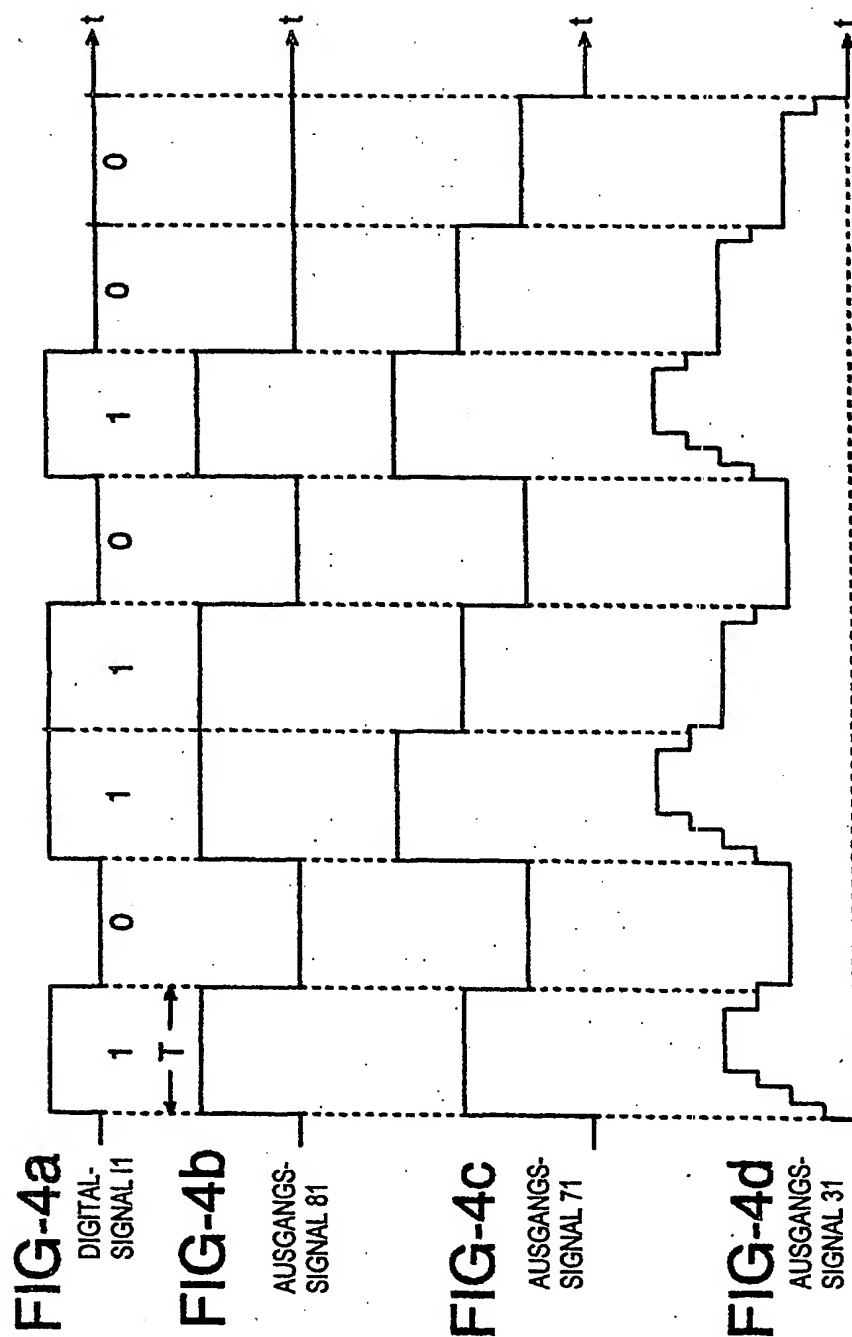 FIG-4a
DIGITAL-
SIGNAL I1
1 0 1 1 0 1 0 0
t
← T →
FIG-4b
AUSGANGS-
SIGNAL 81
t
FIG-4c
AUSGANGS-
SIGNAL 71
t
FIG-4d
AUSGANGS-
SIGNAL 31
t